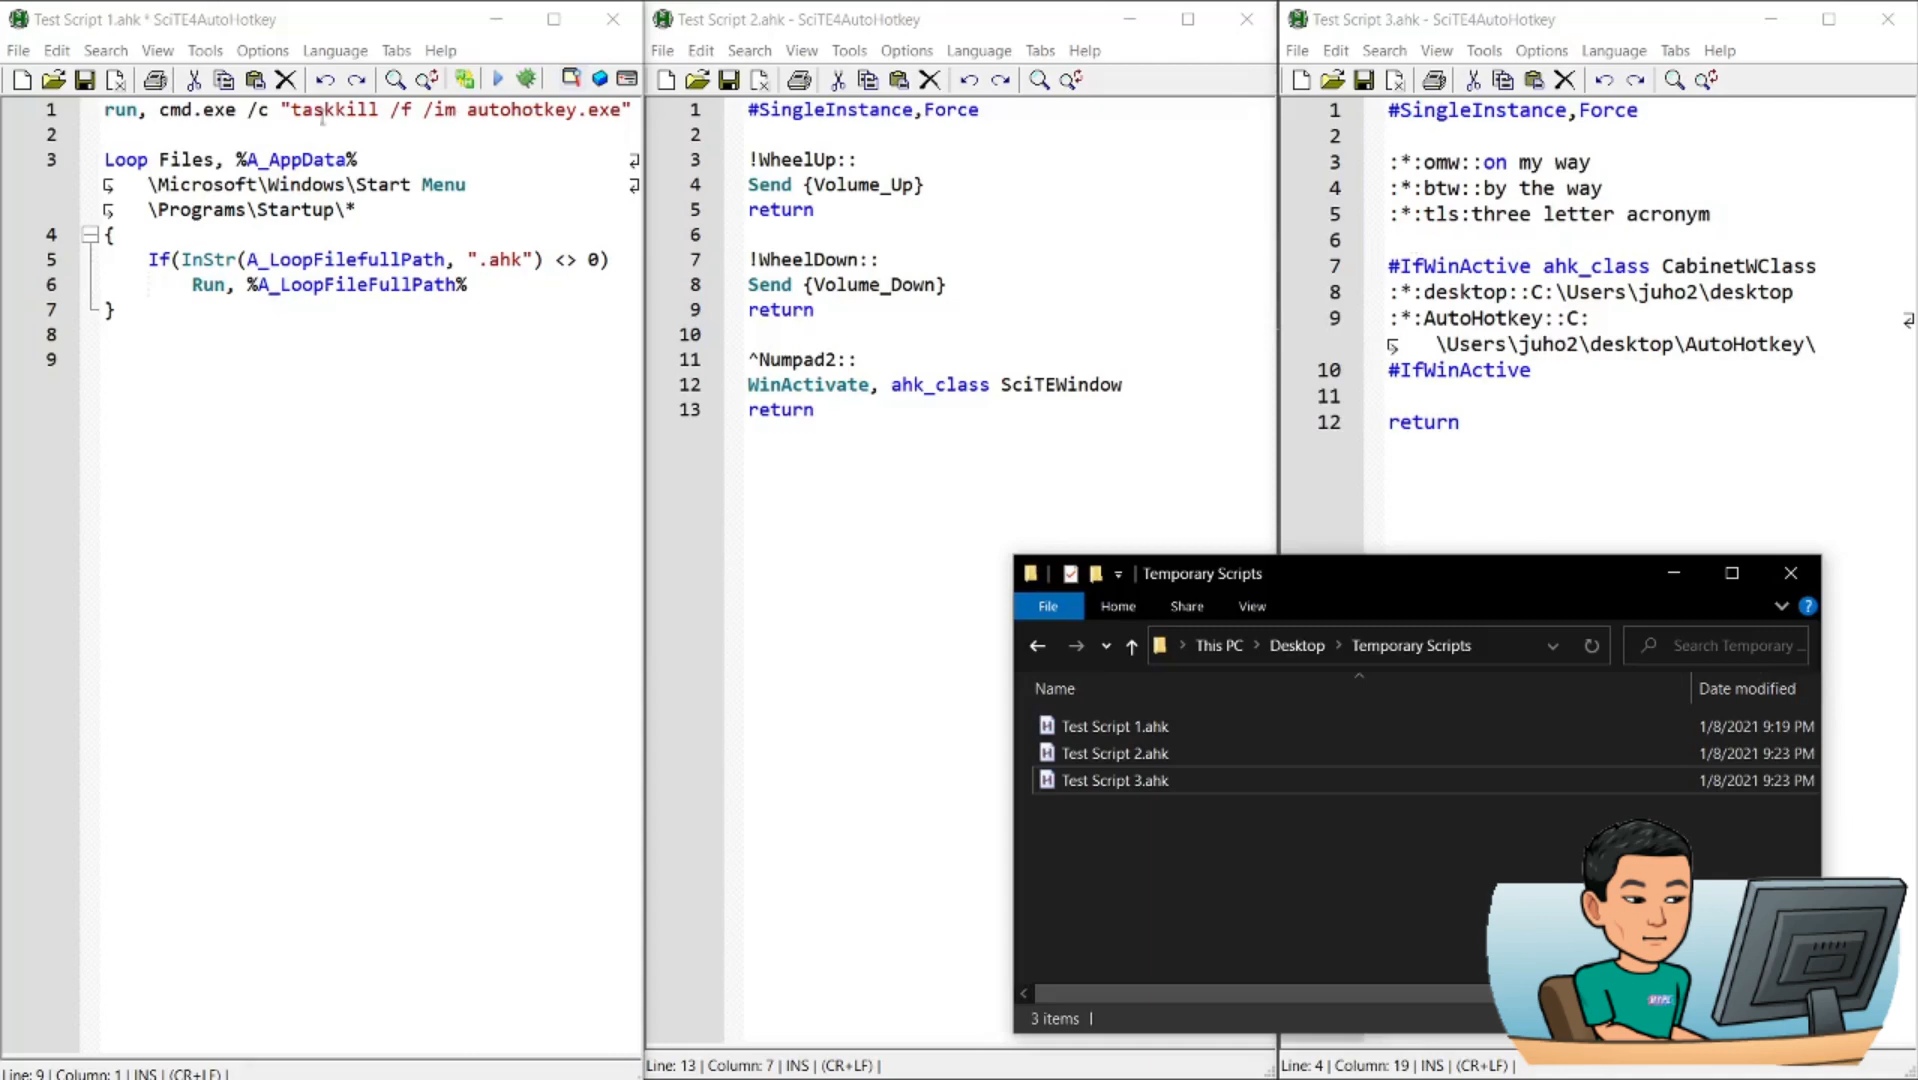 Test Script 1.ahk * SciTE4AutoHotkey
File Edit Search View Tools Options Language Tabs Help
1 run, cmd.exe /c "taskkill /f /im autohotkey.exe"
2
3 Loop Files, %A_AppData%
\Microsoft\Windows\Start Menu
\Programs\Startup\*
4 {
5 If(InStr(A_LoopFilefullPath, ".ahk") <> 0)
6 Run, %A_LoopFileFullPath%
7 }
8
9
Line: 9 | Column: 1 | INS | (CR+LF) |
Test Script 2.ahk - SciTE4AutoHotkey
File Edit Search View Tools Options Language Tabs Help
1 #SingleInstance,Force
2
3 !WheelUp::
4 Send {Volume_Up}
5 return
6
7 !WheelDown::
8 Send {Volume_Down}
9 return
10
11 ^Numpad2::
12 WinActivate, ahk_class SciTEWindow
13 return
Line: 13 | Column: 7 | INS | (CR+LF) |
Test Script 3.ahk - SciTE4AutoHotkey
File Edit Search View Tools Options Language Tabs Help
1 #SingleInstance,Force
2
3 :*:omw::on my way
4 :*:btw::by the way
5 :*:tls:three letter acronym
6
7 #IfWinActive ahk_class CabinetWClass
8 :*:desktop::C:\Users\juho2\desktop
9 :*:AutoHotkey::C:
\Users\juho2\desktop\AutoHotkey\
10 #IfWinActive
11
12 return
Line: 4 | Column: 19 | INS | (CR+LF) |
Temporary Scripts
File Home Share View
This PC > Desktop > Temporary Scripts
Search Temporary ...
Name Date modified
Test Script 1.ahk 1/8/2021 9:19 PM
Test Script 2.ahk 1/8/2021 9:23 PM
Test Script 3.ahk 1/8/2021 9:23 PM
3 items